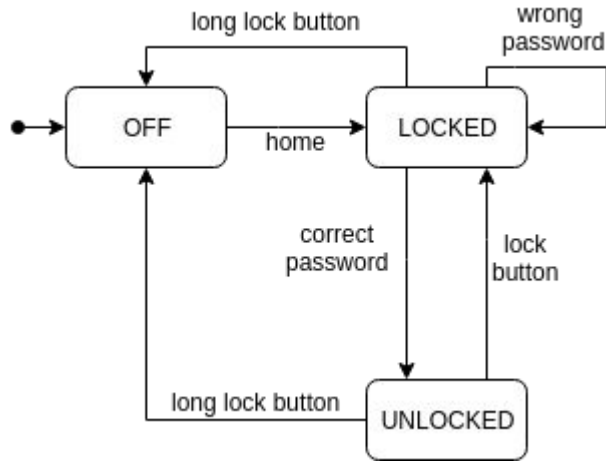 long lock button
wrong
password
OFF
home
LOCKED
correct
password
lock
button
long lock button
UNLOCKED